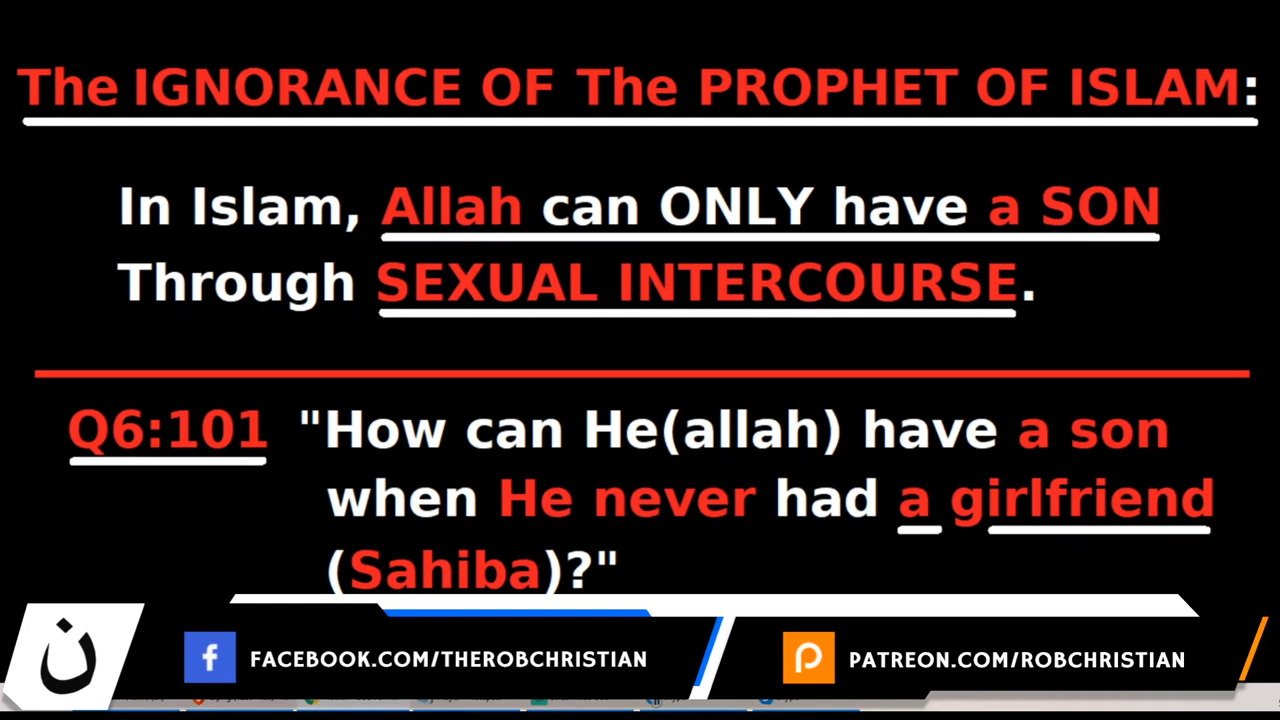 The IGNORANCE OF The PROPHET OF ISLAM:
In Islam, Allah can ONLY have a SON
Through SEXUAL INTERCOURSE.
Q6:101 "How can He(allah) have a son
when He never had a girlfriend
(Sahiba)?"
ن
f FACEBOOK.COM/THEROBCHRISTIAN
PATREON.COM/ROBCHRISTIAN